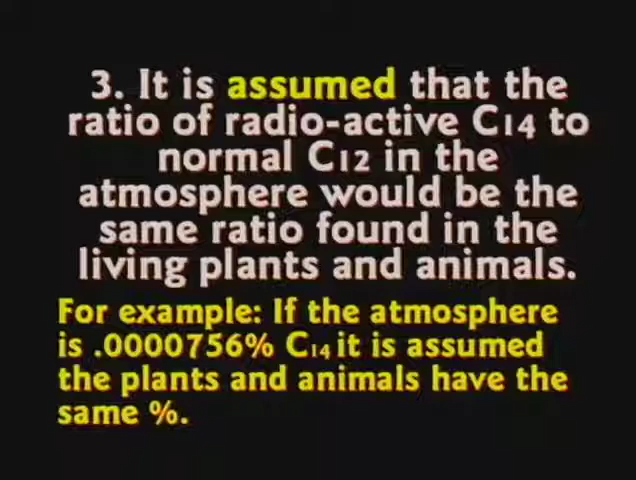 3. It is assumed that the
ratio of radio-active C14 to
normal C12 in the
atmosphere would be the
same ratio found in the
living plants and animals.
For example: If the atmosphere
is .0000756% C14 it is assumed
the plants and animals have the
same %.